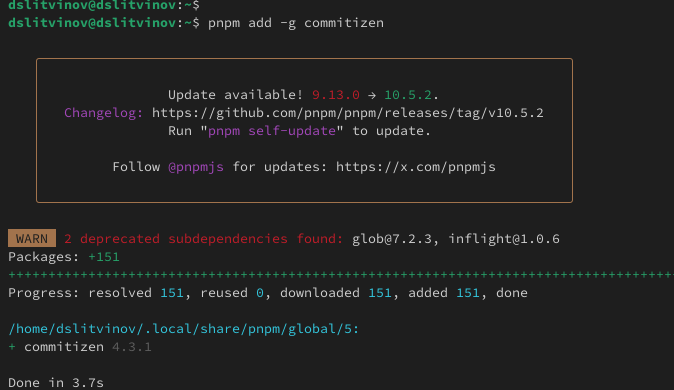 dslitvinov@dslitvinov:~$
dslitvinov@dslitvinov:~$ pnpm add -g commitizen
Update available! 9.13.0 → 10.5.2.
Changelog: https://github.com/pnpm/pnpm/releases/tag/v10.5.2
Run "pnpm self-update" to update.
Follow @pnpmjs for updates: https://x.com/pnpmjs
WARN 2 deprecated subdependencies found: glob@7.2.3, inflight@1.0.6
Packages: +151
+++++++++++++++++++++++++++++++++++++++++++++++++++++++++++++++++++++++++++++++++++
Progress: resolved 151, reused 0, downloaded 151, added 151, done
/home/dslitvinov/.local/share/pnpm/global/5:
+ commitizen 4.3.1
Done in 3.7s